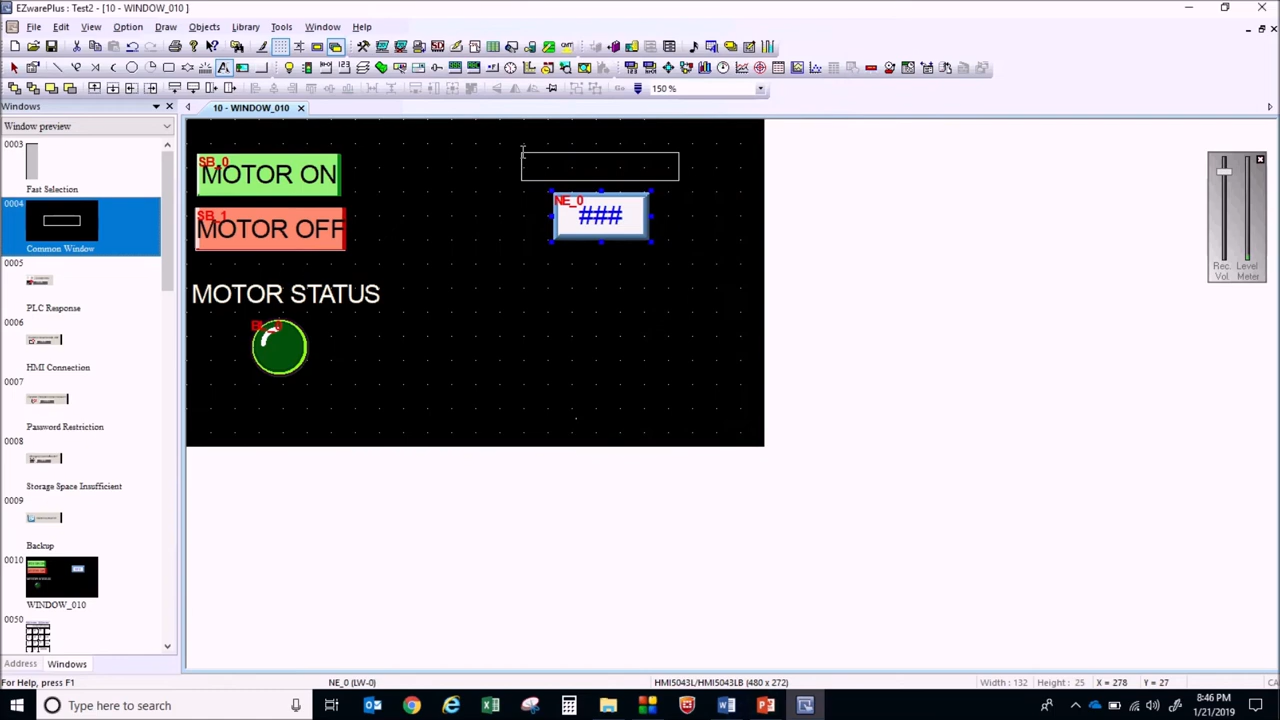 EZwarePlus : Test2 - [10 - WINDOW_010 ]
File Edit View Option Draw Objects Library Tools Window Help
150 %
Windows
10 - WINDOW_010
Window preview
0003
Fast Selection
0004
Common Window
0005
PLC Response
0006
HMI Connection
0007
Password Restriction
0008
Storage Space Insufficient
0009
Backup
0010
WINDOW_010
0050
Address Windows
SB_0
MOTOR ON
SB_1
MOTOR OFF
MOTOR STATUS
NE_0
###
Rec. Level
Vol Meter
For Help, press F1
NE_0 (LW-0)
HMI5043L/HMI5043LB (480 x 272)
Width : 132 Height : 25 X = 278 Y = 27
Type here to search
8:46 PM
1/21/2019